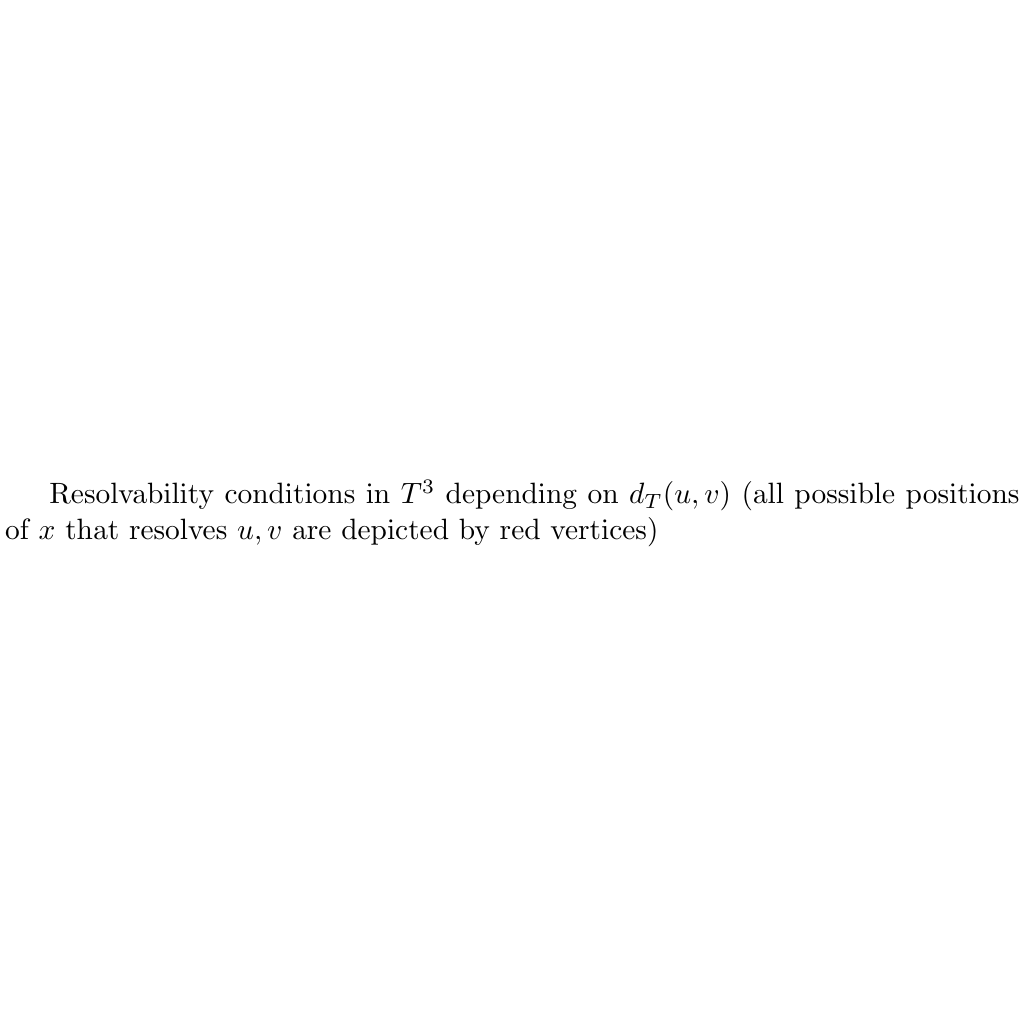 Resolvability conditions in $T^3$ depending on $d_T(u, v)$ (all possible positions
of $x$ that resolves $u, v$ are depicted by red vertices)